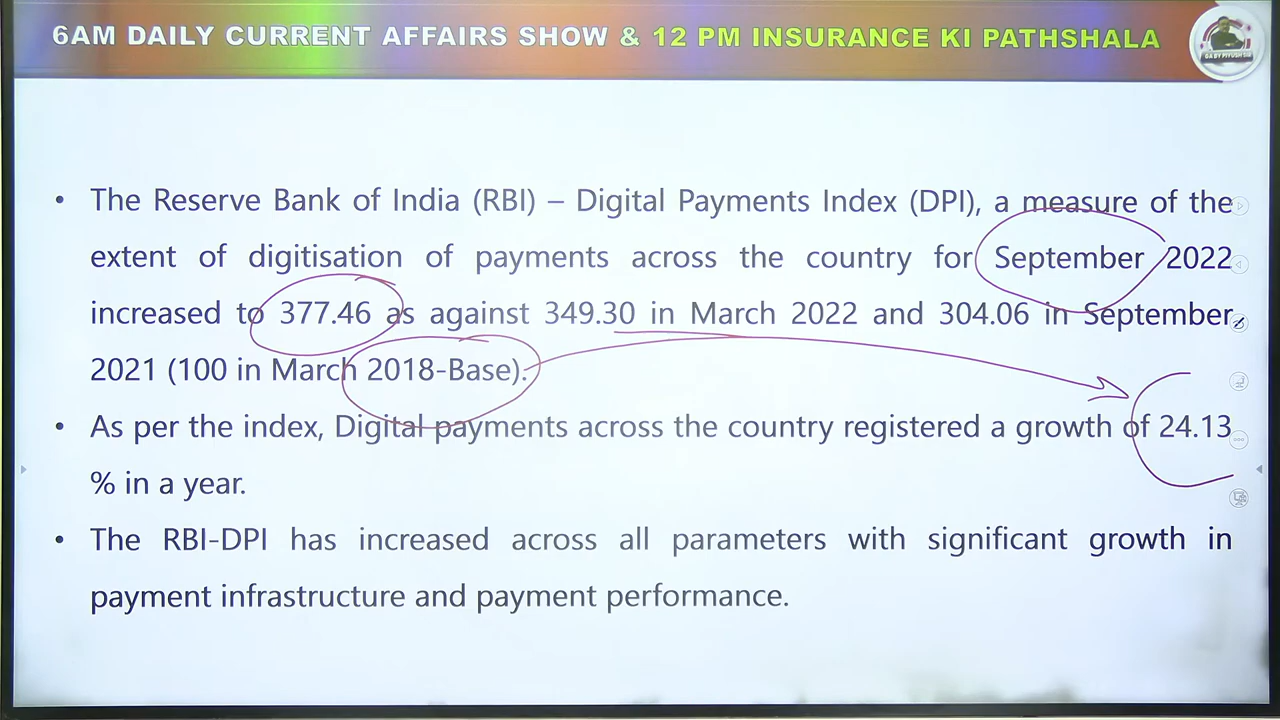 6AM DAILY CURRENT AFFAIRS SHOW & 12 PM INSURANCE KI PATHSHALA
GA BY PIYUSH SIR
• The Reserve Bank of India (RBI) – Digital Payments Index (DPI), a measure of the
extent of digitisation of payments across the country for September 2022
increased to 377.46 as against 349.30 in March 2022 and 304.06 in September
2021 (100 in March 2018-Base).
• As per the index, Digital payments across the country registered a growth of 24.13
% in a year.
• The RBI-DPI has increased across all parameters with significant growth in
payment infrastructure and payment performance.